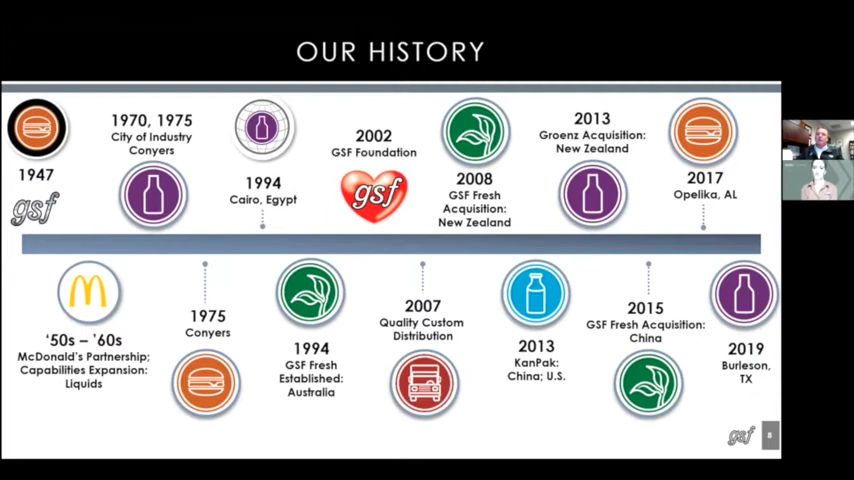 OUR HISTORY
1947
gsf
1970, 1975
City of Industry
Conyers
1994
Cairo, Egypt
2002
GSF Foundation
gsf
2008
GSF Fresh
Acquisition:
New Zealand
2013
Groenz Acquisition:
New Zealand
2017
Opelika, AL
'50s – '60s
McDonald's Partnership;
Capabilities Expansion:
Liquids
1975
Conyers
1994
GSF Fresh
Established:
Australia
2007
Quality Custom
Distribution
2013
KanPak:
China; U.S.
2015
GSF Fresh Acquisition:
China
2019
Burleson,
TX
gsf
8